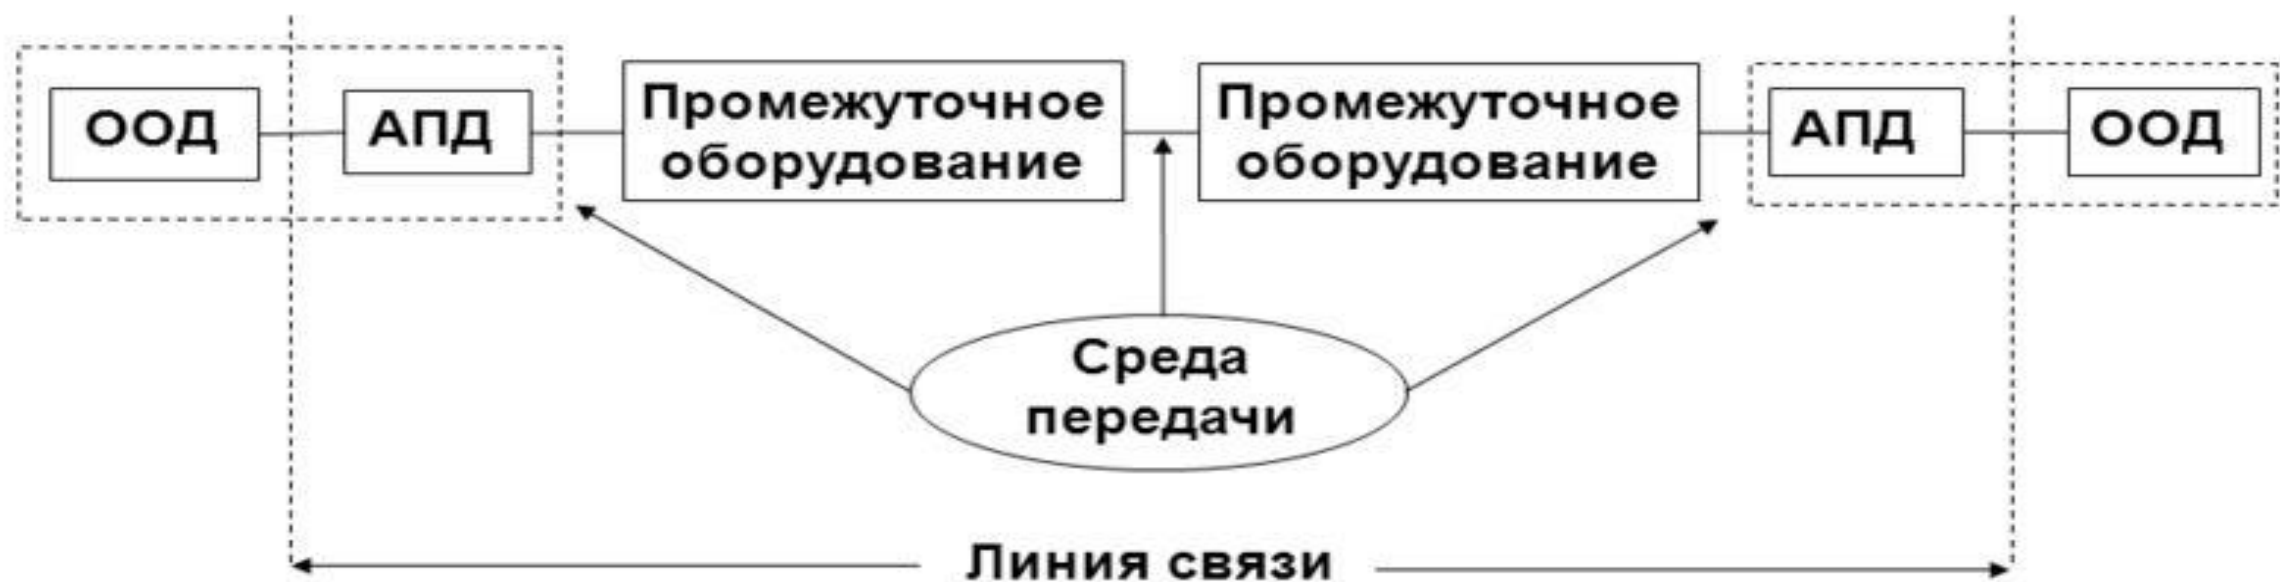 ООД
АПД
Промежуточное
оборудование
Промежуточное
оборудование
АПД
ООД
Среда
передачи
Линия связи